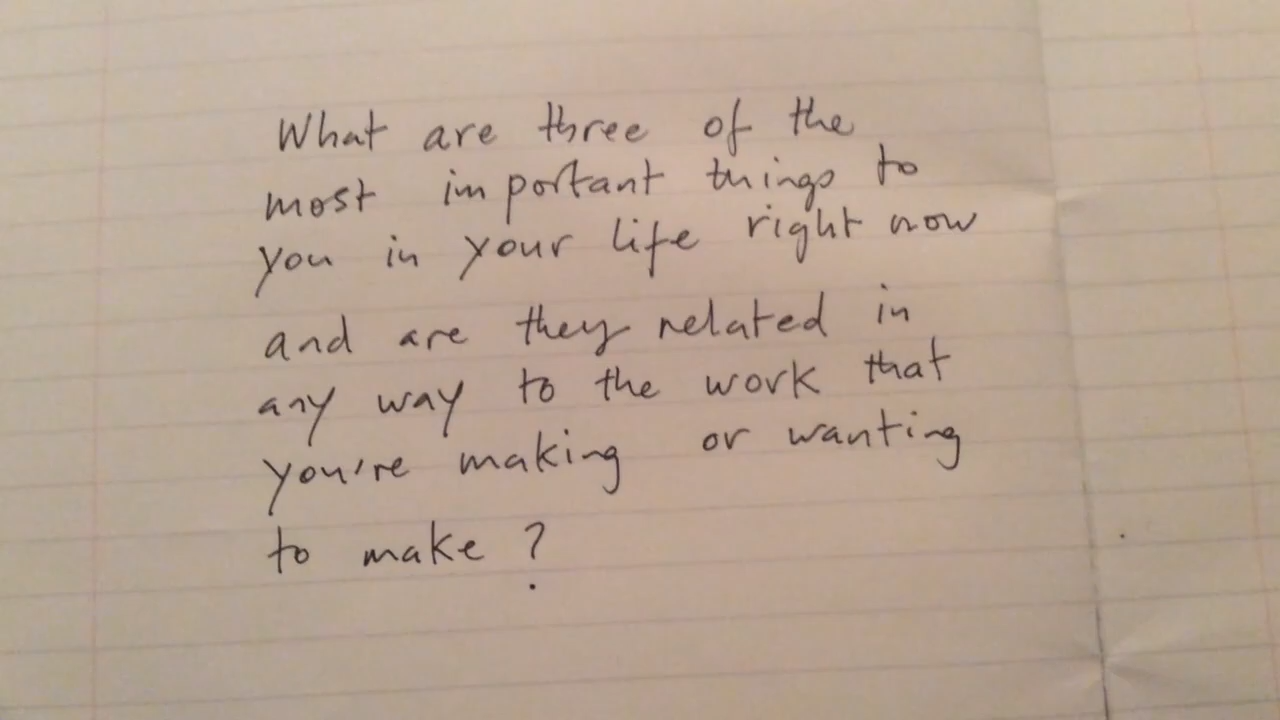 What are three of the
most important things to
you in your life right now
and are they related in
any way to the work that
you're making or wanting
to make?